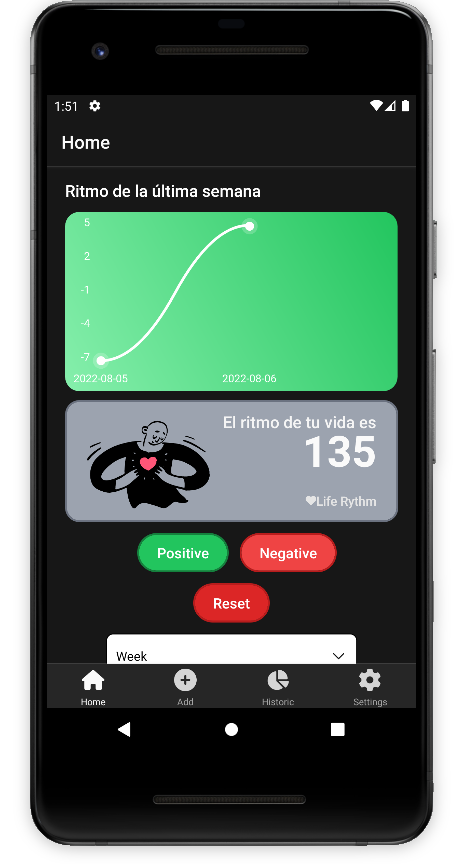 1:51
Home
Ritmo de la última semana
5
2
-1
-4
-7
2022-08-05 2022-08-06
El ritmo de tu vida es
135
Life Rythm
Positive Negative
Reset
Week
Home Add Historic Settings